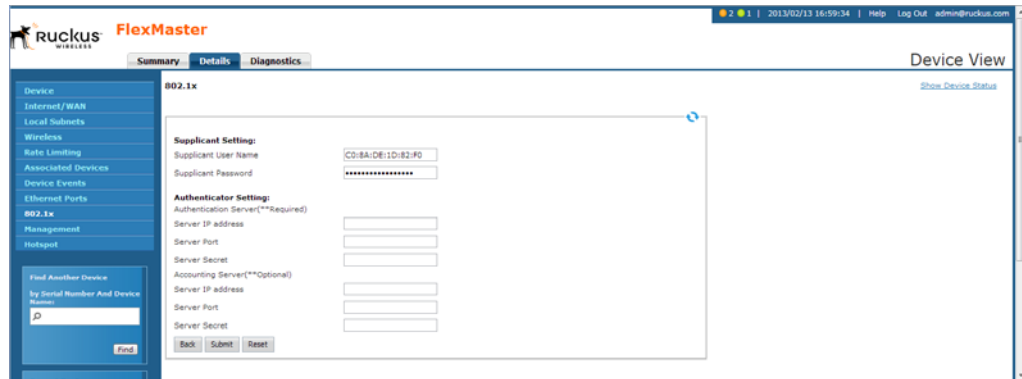 2 1 | 2013/02/13 16:59:34 | Help Log Out admin@ruckus.com
Ruckus WIRELESS FlexMaster
Summary Details Diagnostics Device View
Device
Internet/WAN
Local Subnets
Wireless
Rate Limiting
Associated Devices
Device Events
Ethernet Ports
802.1x
Management
Hotspot
Find Another Device
by Serial Number And Device Name:
Find
802.1x
Show Device Status
Supplicant Setting:
Supplicant User Name C0:8A:DE:1D:82:F0
Supplicant Password •••••••••••••••••
Authenticator Setting:
Authentication Server(**Required)
Server IP address
Server Port
Server Secret
Accounting Server(**Optional)
Server IP address
Server Port
Server Secret
Back Submit Reset